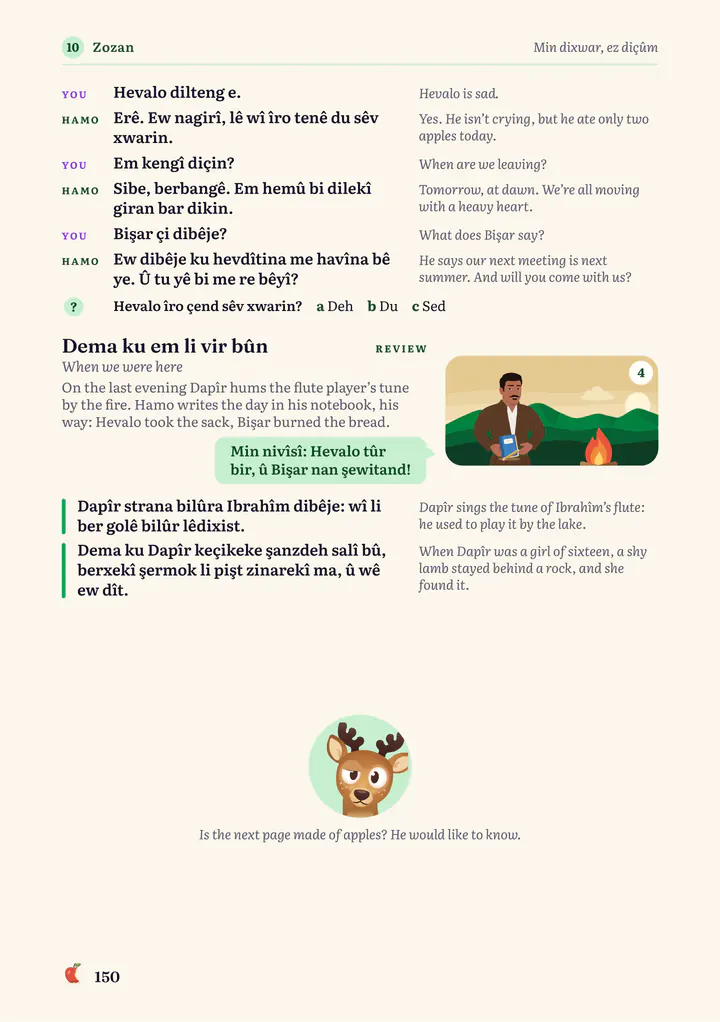 10 Zozan
Min dixwar, ez diçûm
YOU Hevalo dilteng e.
Hevalo is sad.
HAMO Erê. Ew nagirî, lê wî îro tenê du sêv
xwarin.
Yes. He isn’t crying, but he ate only two
apples today.
YOU Em kengî diçin?
When are we leaving?
HAMO Sibe, berbangê. Em hemû bi dilekî
giran bar dikin.
Tomorrow, at dawn. We’re all moving
with a heavy heart.
YOU Bişar çi dibêje?
What does Bişar say?
HAMO Ew dibêje ku hevdîtina me havîna bê
ye. Û tu yê bi me re bêyî?
He says our next meeting is next
summer. And will you come with us?
? Hevalo îro çend sêv xwarin? a Deh b Du c Sed
Dema ku em li vir bûn
REVIEW
When we were here
On the last evening Dapîr hums the flute player’s tune
by the fire. Hamo writes the day in his notebook, his
way: Hevalo took the sack, Bişar burned the bread.
4
Min nivîsî: Hevalo tûr
bir, û Bişar nan şewitand!
Dapîr strana bilûra Ibrahîm dibêje: wî li
ber golê bilûr lêdixist.
Dapîr sings the tune of Ibrahîm’s flute:
he used to play it by the lake.
Dema ku Dapîr keçikeke şanzdeh salî bû,
berxekî şermok li pişt zinarekî ma, û wê
ew dît.
When Dapîr was a girl of sixteen, a shy
lamb stayed behind a rock, and she
found it.
Is the next page made of apples? He would like to know.
150